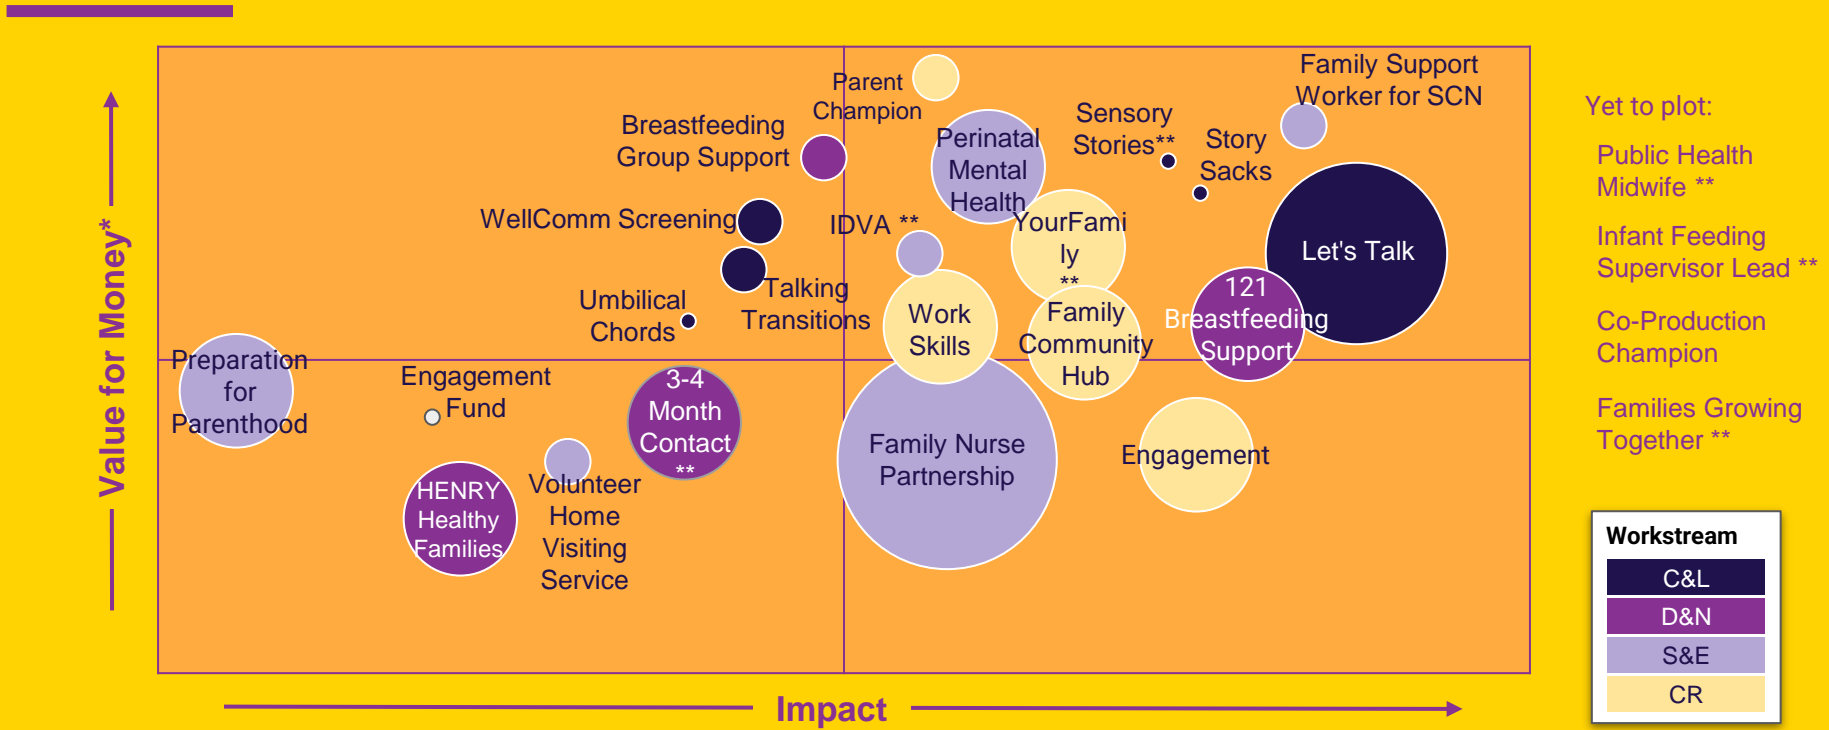 Value for Money*
Impact
Parent
Champion
Breastfeeding
Group Support
WellComm Screening
Talking
Transitions
Umbilical
Chords
IDVA **
Perinatal
Mental
Health
Sensory
Stories**
Story
Sacks
Family Support
Worker for SCN
YourFami
ly
**
Let's Talk
121
Breastfeeding
Support
Work
Skills
Family
Community
Hub
Preparation
for
Parenthood
Engagement
Fund
3-4
Month
Contact
**
HENRY
Healthy
Families
Volunteer
Home
Visiting
Service
Family Nurse
Partnership
Engagement
Yet to plot:
Public Health
Midwife **
Infant Feeding
Supervisor Lead **
Co-Production
Champion
Families Growing
Together **
Workstream
C&L
D&N
S&E
CR